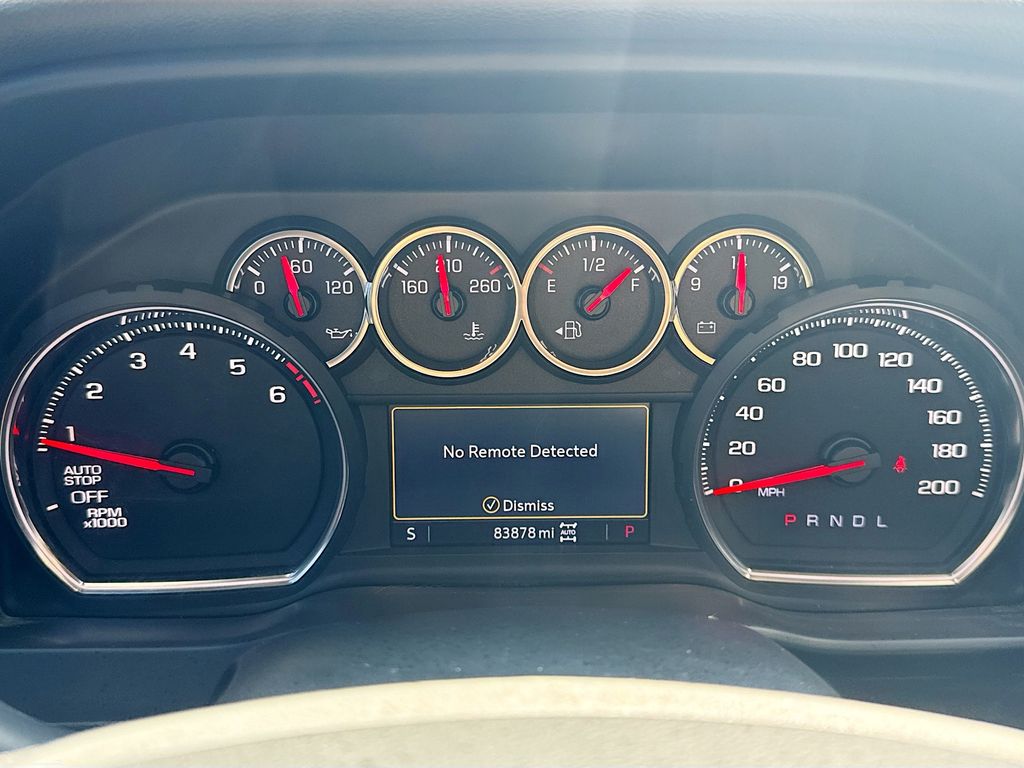 0 60 120
160 210 260
E 1/2 F
9 14 19
1 2 3 4 5 6
AUTO
STOP
OFF
RPM
x1000
No Remote Detected
Dismiss
S 83878 mi AUTO P
0 20 40 60 80 100 120 140 160 180 200
MPH
P R N D L